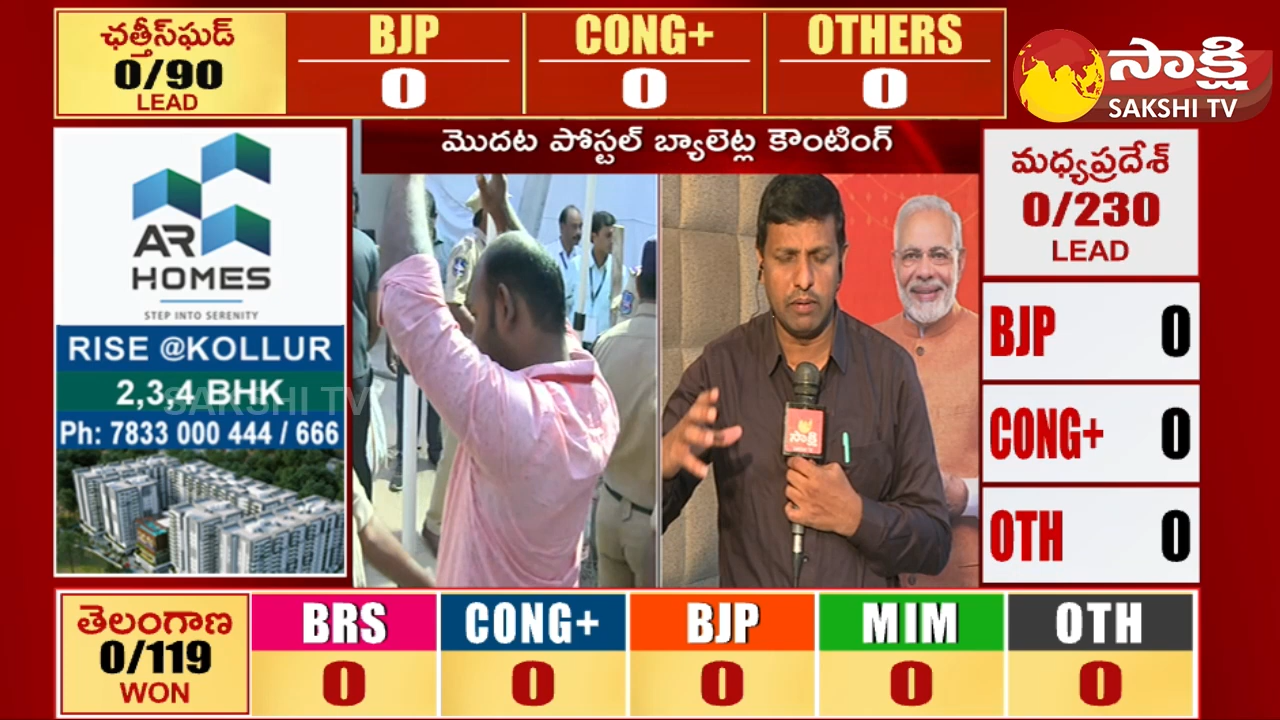 ఛత్తీస్‌ఘడ్
0/90
LEAD
BJP
0
CONG+
0
OTHERS
0
సాక్షి
SAKSHI TV
మొదట పోస్టల్ బ్యాలెట్ల కౌంటింగ్
AR
HOMES
STEP INTO SERENITY
RISE @KOLLUR
2,3,4 BHK
SAKSHI TV
Ph: 7833 000 444 / 666
సాక్షి
మధ్యప్రదేశ్
0/230
LEAD
BJP 0
CONG+ 0
OTH 0
తెలంగాణ
0/119
WON
BRS
0
CONG+
0
BJP
0
MIM
0
OTH
0